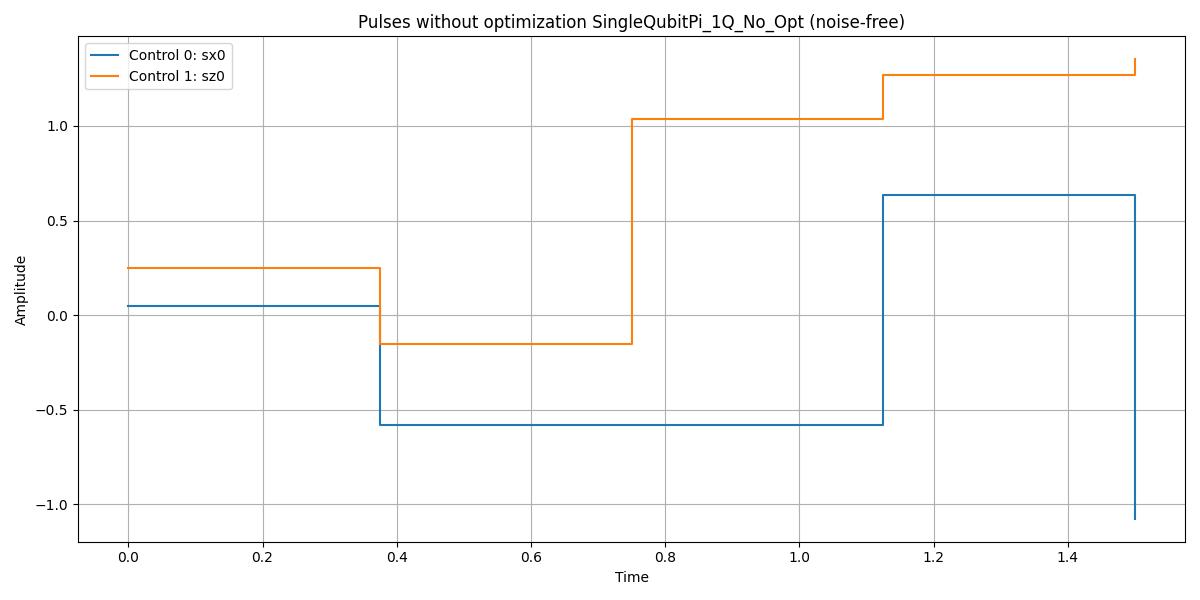 Pulses without optimization SingleQubitPi_1Q_No_Opt (noise-free)
Control 0: sx0
Control 1: sz0
Amplitude
1.0
0.5
0.0
−0.5
−1.0
0.0 0.2 0.4 0.6 0.8 1.0 1.2 1.4
Time